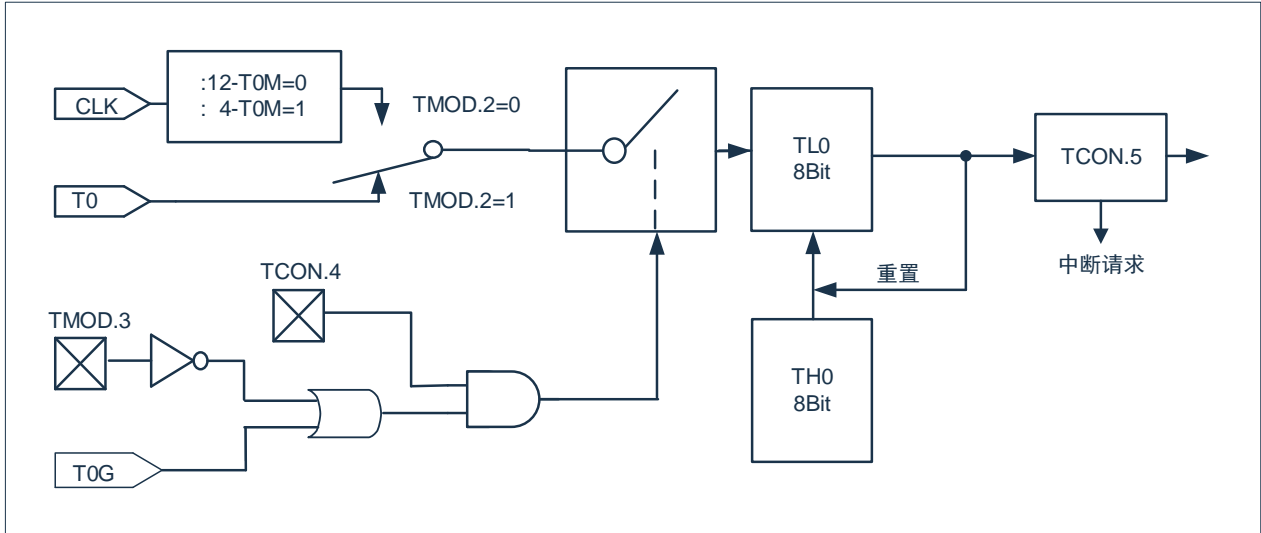 :12-T0M=0
: 4-T0M=1
CLK
TMOD.2=0
T0
TMOD.2=1
TL0
8Bit
TCON.5
中断请求
重置
TCON.4
TMOD.3
TH0
8Bit
T0G